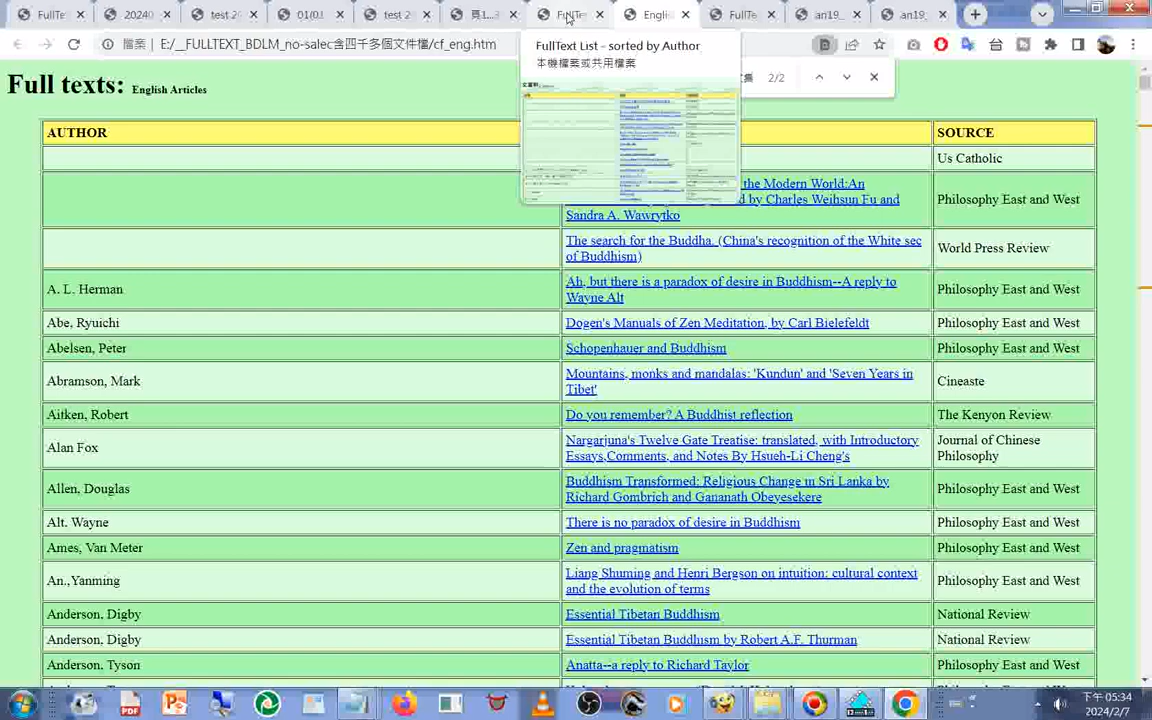 FullTe
20240
test 2
01(01
test 2
頁1...3
FullTe
Englis
FullTe
an19_
an19_
檔案 | E:/__FULLTEXT_BDLM_no-salec含四千多個文件檔/cf_eng.htm
FullText List - sorted by Author
本機檔案或共用檔案
2/2
Full texts: English Articles
AUTHOR SOURCE
Us Catholic
the Modern World:An
d by Charles Weihsun Fu and
Sandra A. Wawrytko
Philosophy East and West
The search for the Buddha. (China's recognition of the White sec
of Buddhism)
World Press Review
A. L. Herman
Ah, but there is a paradox of desire in Buddhism--A reply to
Wayne Alt
Philosophy East and West
Abe, Ryuichi Dogen's Manuals of Zen Meditation, by Carl Bielefeldt Philosophy East and West
Abelsen, Peter Schopenhauer and Buddhism Philosophy East and West
Abramson, Mark
Mountains, monks and mandalas: 'Kundun' and 'Seven Years in
Tibet'
Cineaste
Aitken, Robert Do you remember? A Buddhist reflection The Kenyon Review
Alan Fox
Nargarjuna's Twelve Gate Treatise: translated, with Introductory
Essays,Comments, and Notes By Hsueh-Li Cheng's
Journal of Chinese
Philosophy
Allen, Douglas
Buddhism Transformed: Religious Change in Sri Lanka by
Richard Gombrich and Gananath Obeyesekere
Philosophy East and West
Alt. Wayne There is no paradox of desire in Buddhism Philosophy East and West
Ames, Van Meter Zen and pragmatism Philosophy East and West
An.,Yanming
Liang Shuming and Henri Bergson on intuition: cultural context
and the evolution of terms
Philosophy East and West
Anderson, Digby Essential Tibetan Buddhism National Review
Anderson, Digby Essential Tibetan Buddhism by Robert A.F. Thurman National Review
Anderson, Tyson Anatta--a reply to Richard Taylor Philosophy East and West
下午 05:34
2024/2/7